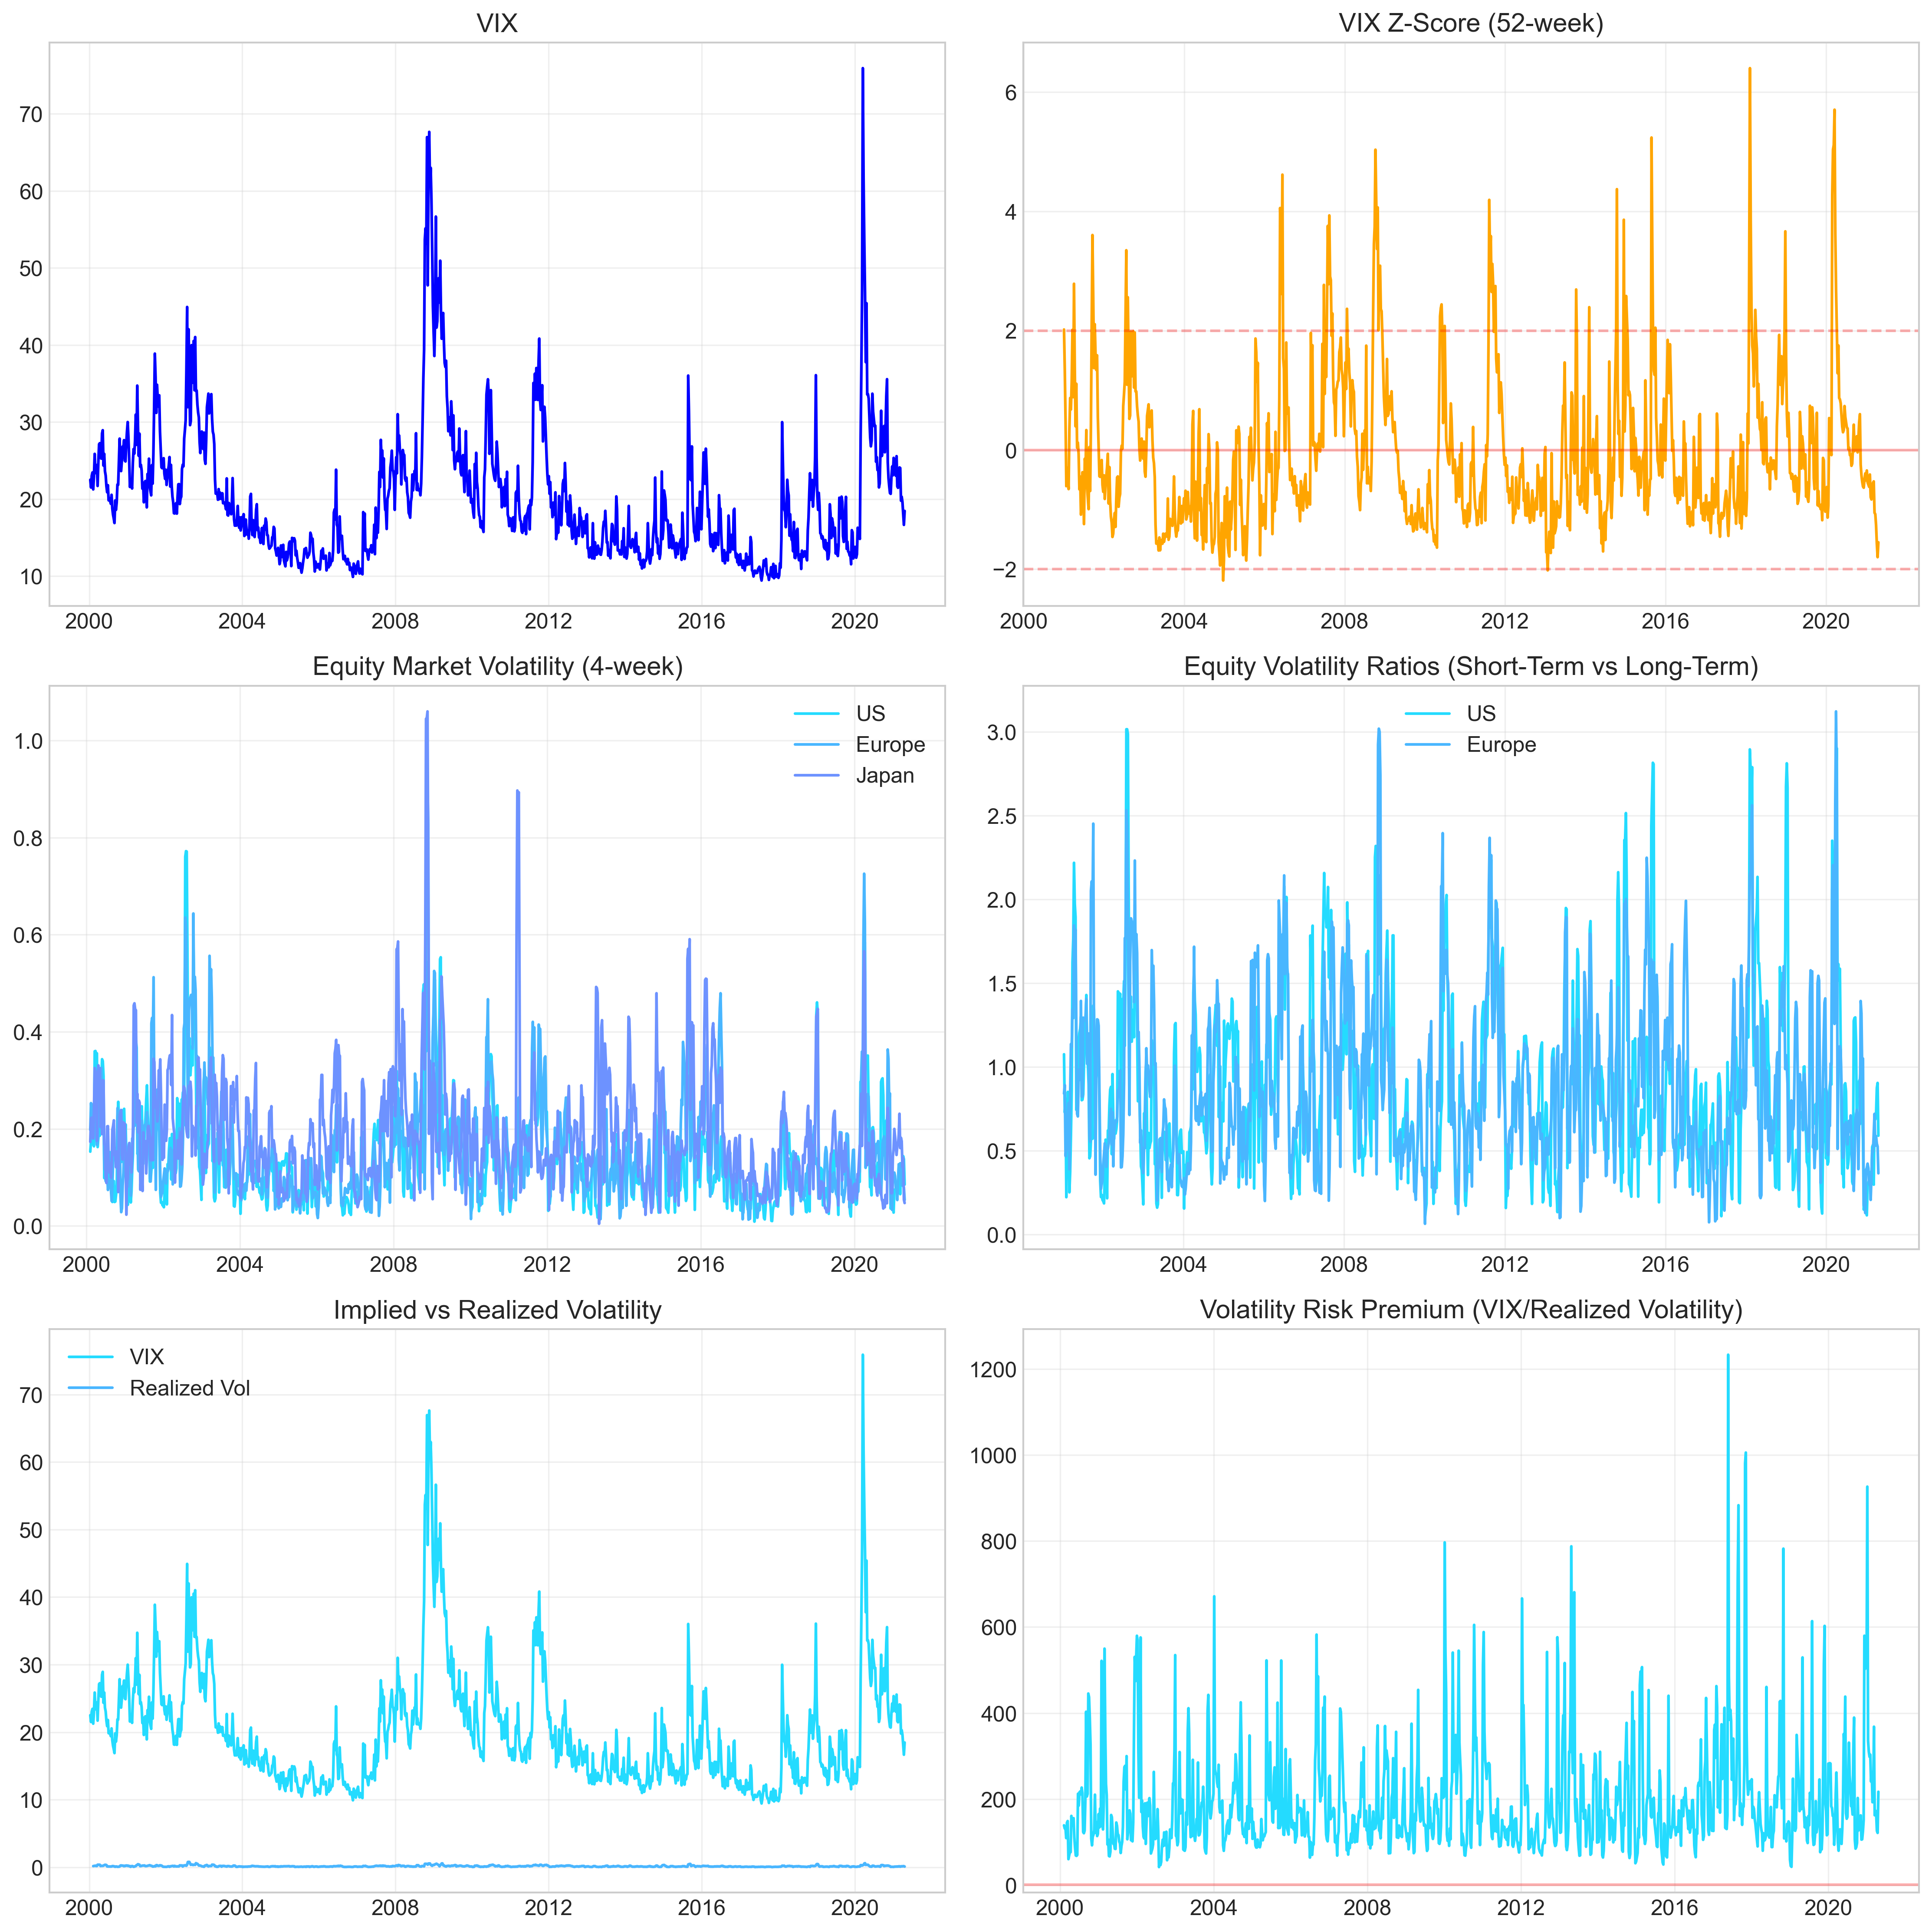 VIX
70
60
50
40
30
20
10
2000 2004 2008 2012 2016 2020
VIX Z-Score (52-week)
6
4
2
0
−2
2000 2004 2008 2012 2016 2020
Equity Market Volatility (4-week)
US
Europe
Japan
1.0
0.8
0.6
0.4
0.2
0.0
2000 2004 2008 2012 2016 2020
Equity Volatility Ratios (Short-Term vs Long-Term)
US
Europe
3.0
2.5
2.0
1.5
1.0
0.5
0.0
2004 2008 2012 2016 2020
Implied vs Realized Volatility
VIX
Realized Vol
70
60
50
40
30
20
10
0
2000 2004 2008 2012 2016 2020
Volatility Risk Premium (VIX/Realized Volatility)
1200
1000
800
600
400
200
0
2000 2004 2008 2012 2016 2020